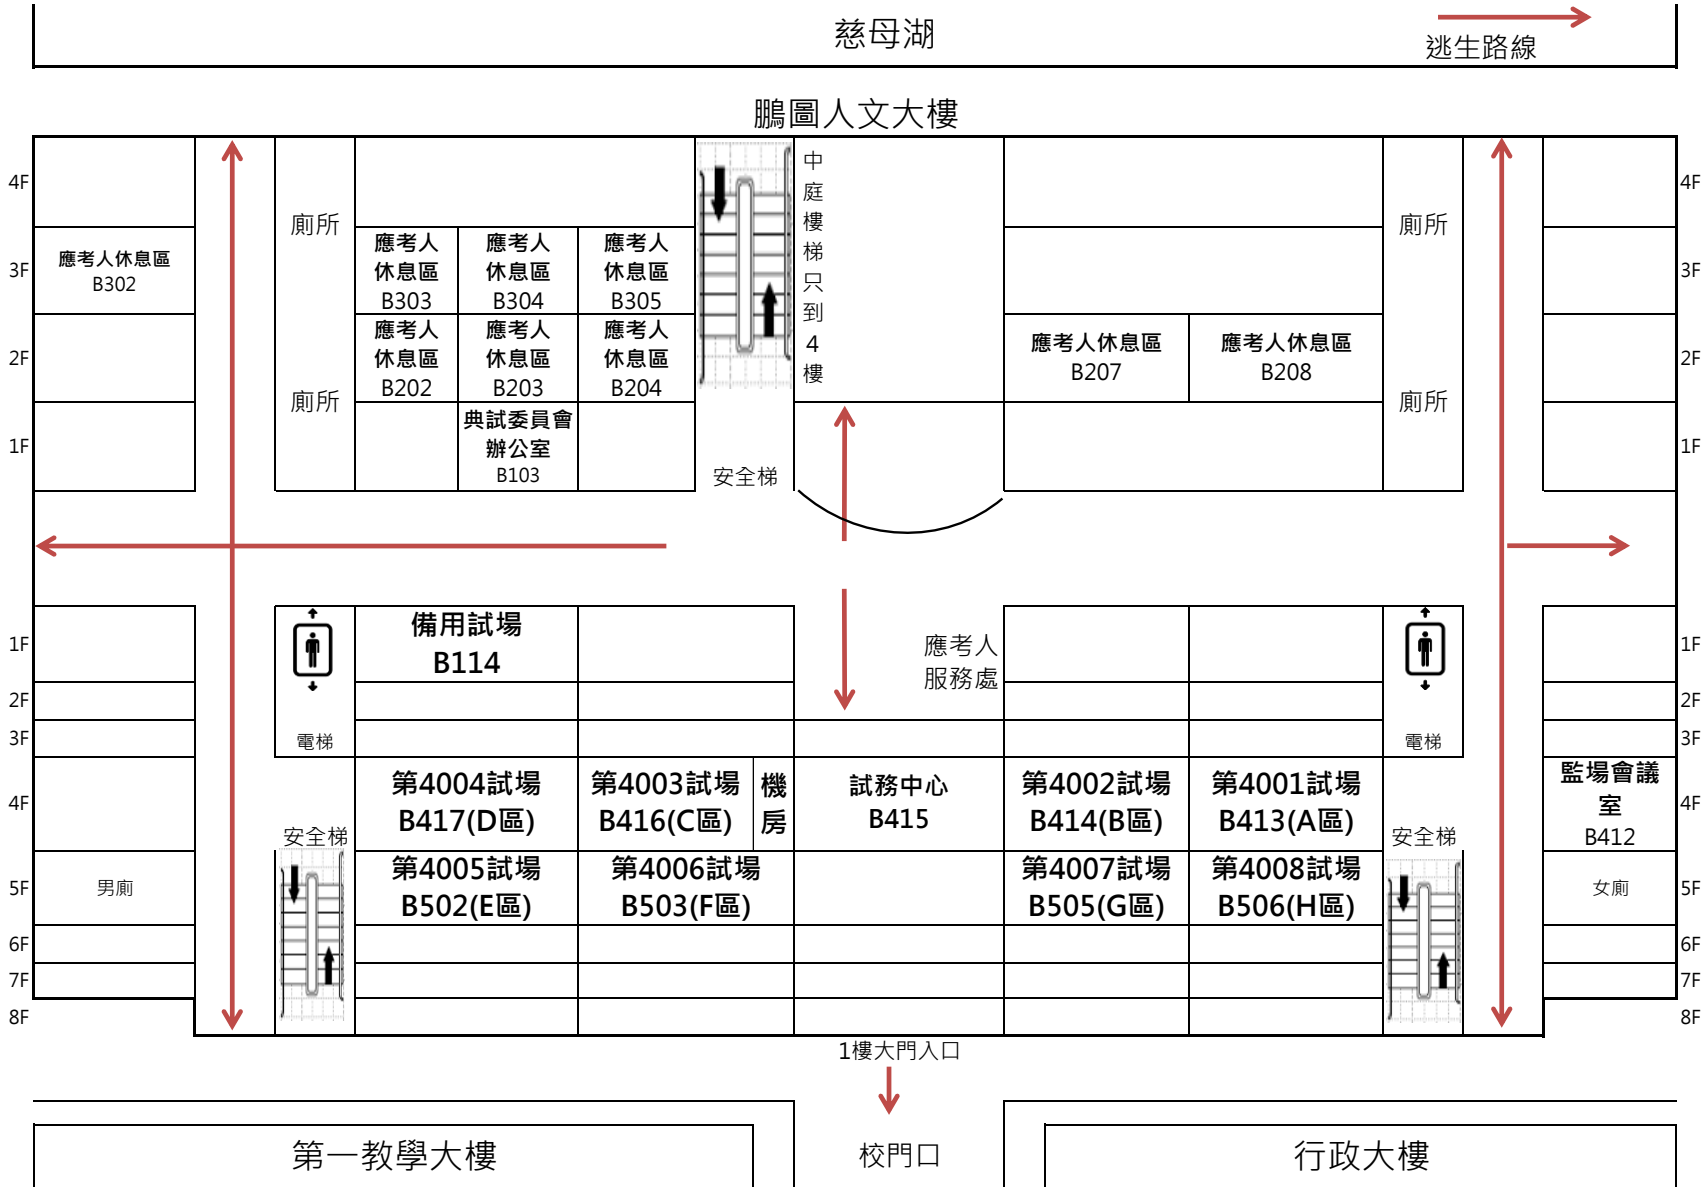 慈母湖
逃生路線
鵬圖人文大樓
4F
廁所
中
庭
樓
梯
只
到
4
樓
廁所
4F
3F
應考人休息區
B302
應考人
休息區
B303
應考人
休息區
B304
應考人
休息區
B305
3F
2F
廁所
應考人
休息區
B202
應考人
休息區
B203
應考人
休息區
B204
應考人休息區
B207
應考人休息區
B208
廁所
2F
1F
典試委員會
辦公室
B103
安全梯
1F
1F
備用試場
B114
應考人
服務處
1F
2F
2F
3F
電梯
電梯
3F
4F
安全梯
第4004試場
B417(D區)
第4003試場
B416(C區)
機
房
試務中心
B415
第4002試場
B414(B區)
第4001試場
B413(A區)
安全梯
監場會議
室
B412
4F
5F
男廁
第4005試場
B502(E區)
第4006試場
B503(F區)
第4007試場
B505(G區)
第4008試場
B506(H區)
女廁
5F
6F
6F
7F
7F
8F
8F
1樓大門入口
第一教學大樓
校門口
行政大樓